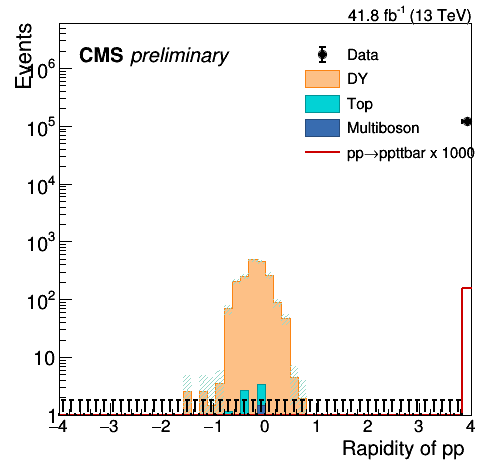 41.8 fb⁻¹ (13 TeV)
Events
CMS preliminary
Data
DY
Top
Multiboson
pp→ppttbar x 1000
10⁶
10⁵
10⁴
10³
10²
10
1
−4 −3 −2 −1 0 1 2 3 4
Rapidity of pp